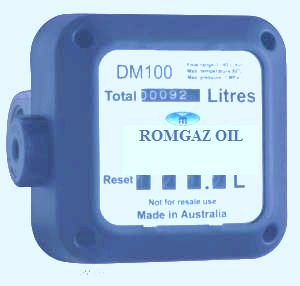 DM100
Total 00092 Litres
ROMGAZ OIL
Reset L
Not for resale use
Made in Australia